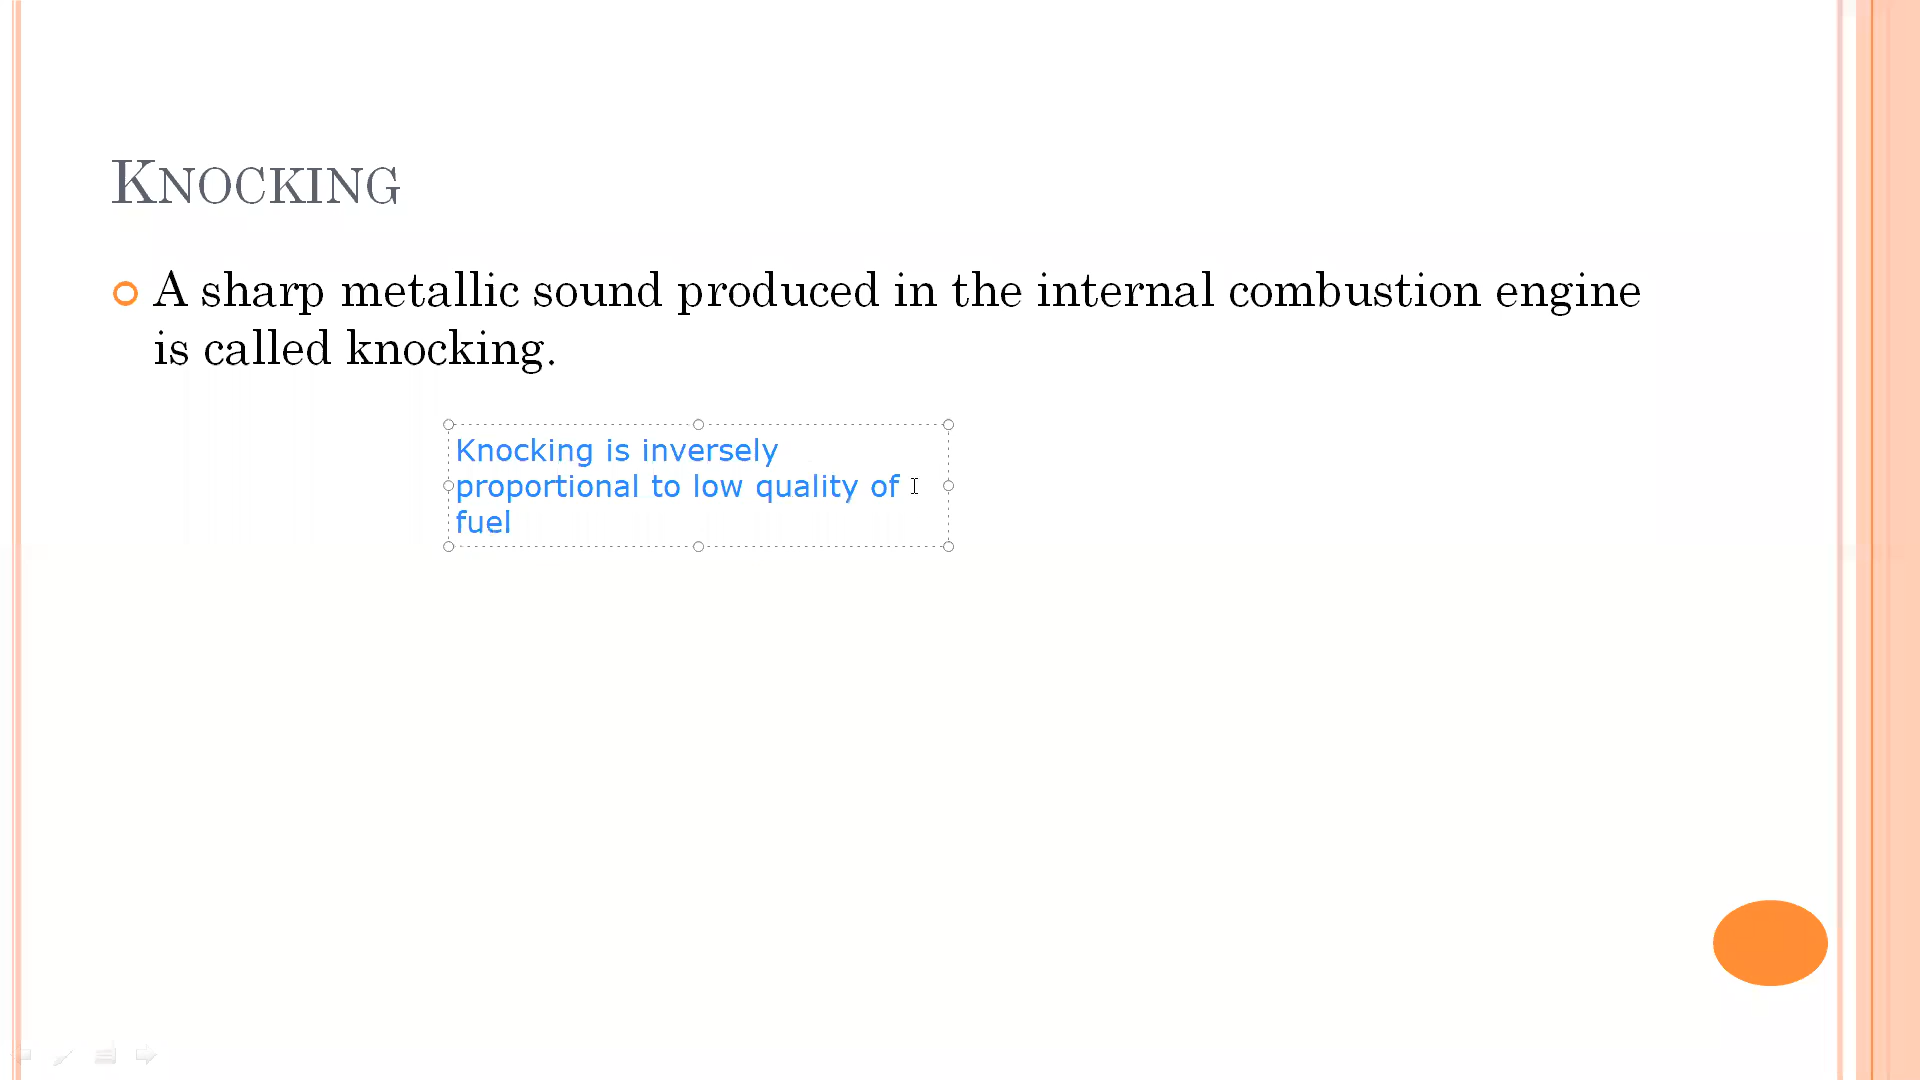 KNOCKING
A sharp metallic sound produced in the internal combustion engine
is called knocking.
Knocking is inversely
proportional to low quality of
fuel